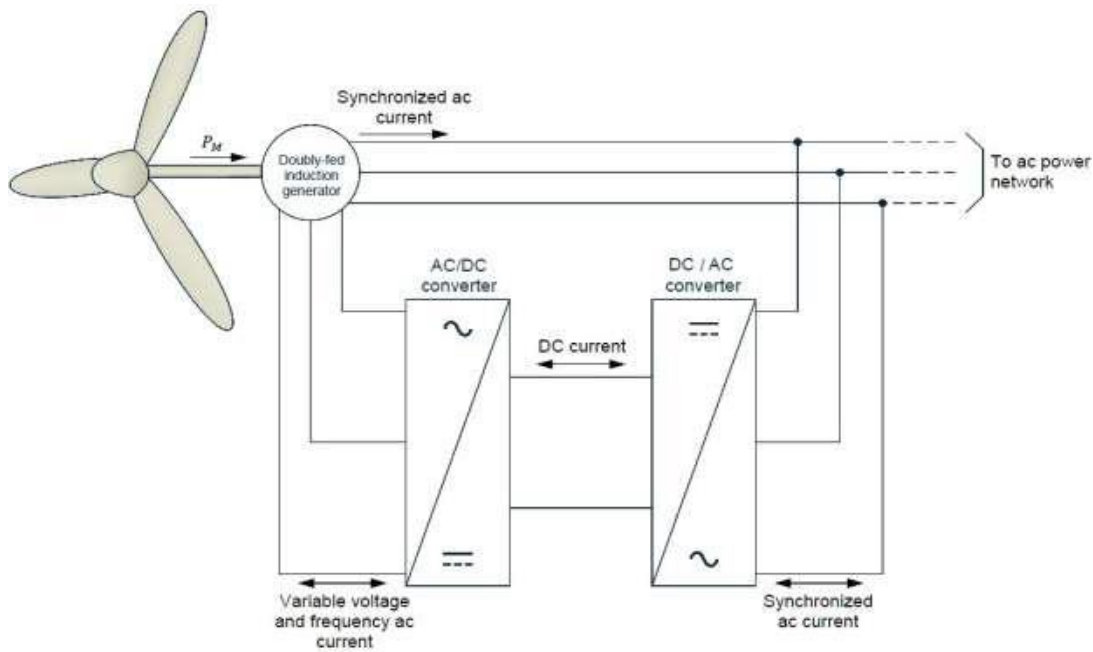 Synchronized ac
current
P_M
Doubly-fed
induction
generator
To ac power
network
AC/DC
converter
DC / AC
converter
DC current
Variable voltage
and frequency ac
current
Synchronized
ac current